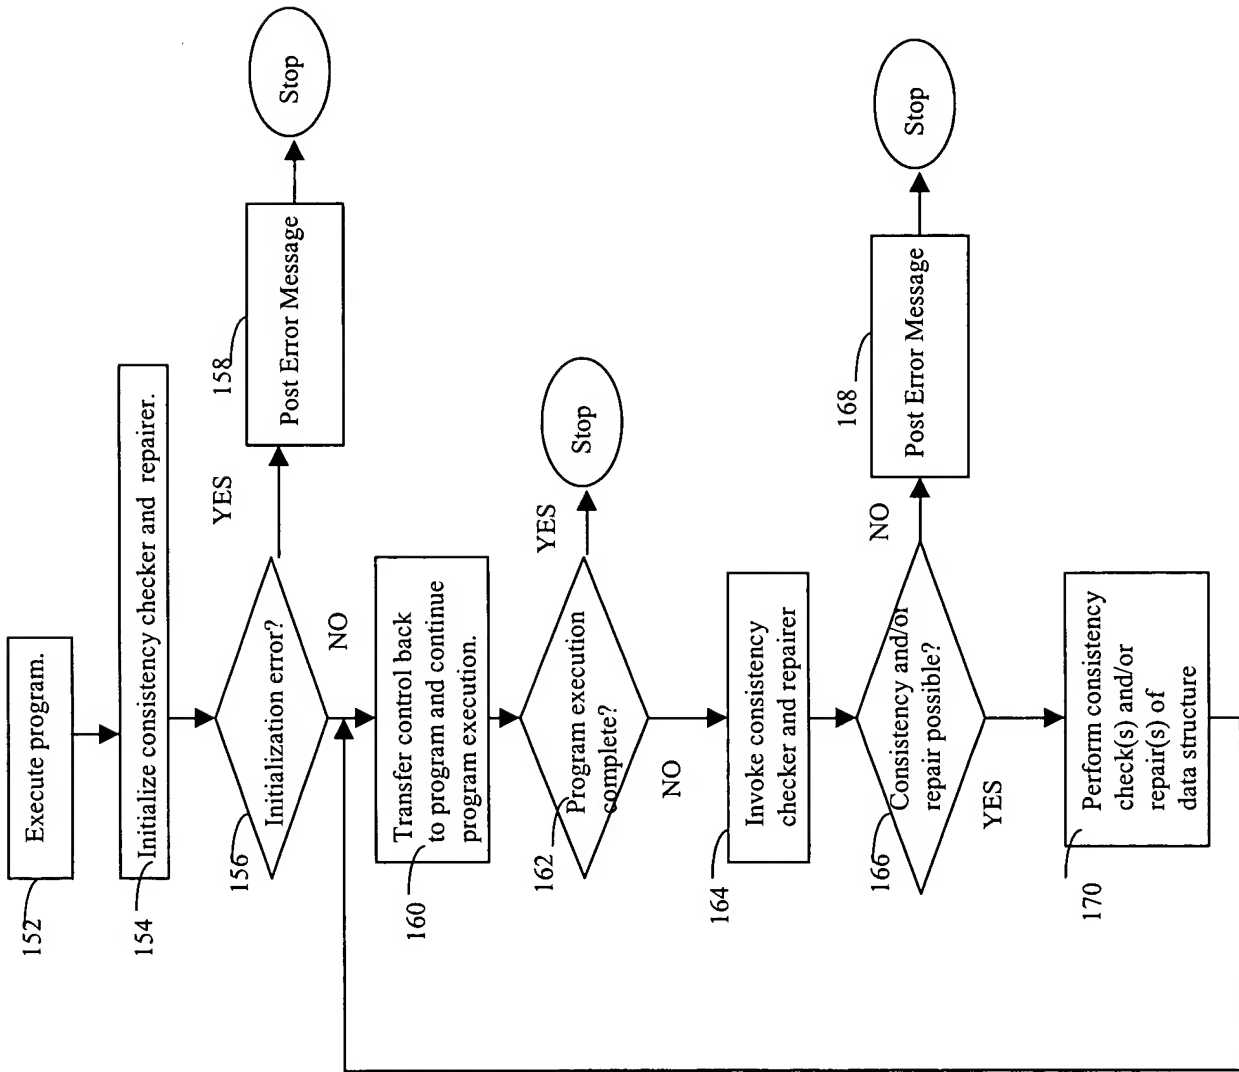 152
Execute program.
154
Initialize consistency checker and repairer.
156
Initialization error?
YES
158
Post Error Message
Stop
NO
160
Transfer control back
to program and continue
program execution.
162
Program execution
complete?
YES
Stop
NO
164
Invoke consistency
checker and repairer
166
Consistency and/or
repair possible?
NO
168
Post Error Message
Stop
YES
170
Perform consistency
check(s) and/or
repair(s) of
data structure